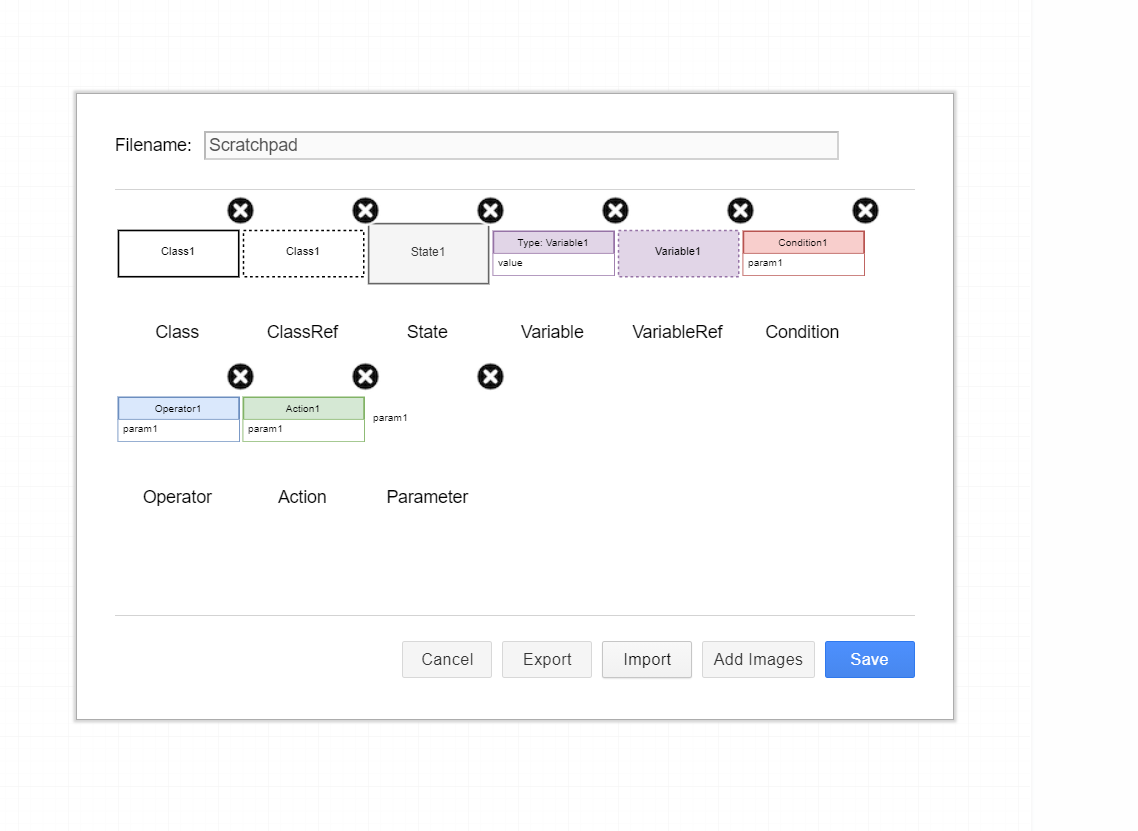 Filename: Scratchpad
Class1 Class1 State1 Type: Variable1 Variable1 Condition1
value param1
Class ClassRef State Variable VariableRef Condition
Operator1 Action1 param1
param1 param1
Operator Action Parameter
Cancel Export Import Add Images Save